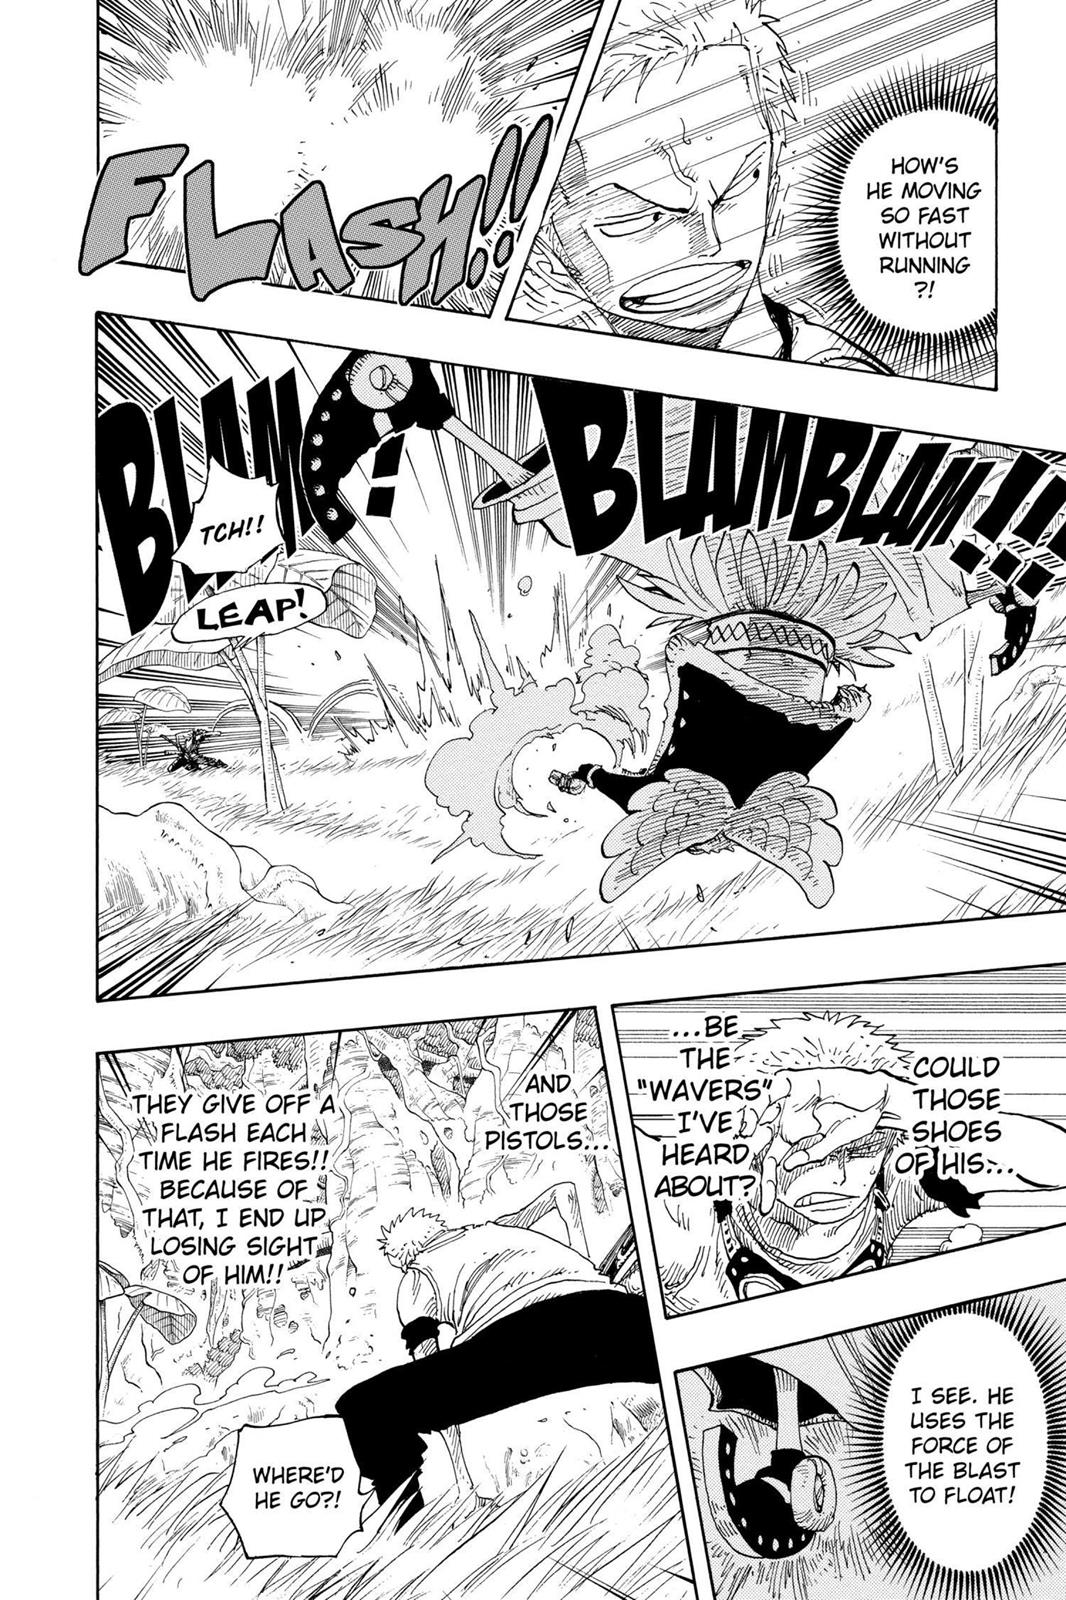 HOW'S
HE MOVING
SO FAST
WITHOUT
RUNNING
?!
FLASH!!
BLAMBLAM!!!
BLAM!
TCH!!
LEAP!
COULD
THOSE
SHOES
OF HIS...
...BE
THE
"WAVERS"
I'VE
HEARD
ABOUT?
I SEE. HE
USES THE
FORCE OF
THE BLAST
TO FLOAT!
AND
THOSE
PISTOLS...
THEY GIVE OFF A
FLASH EACH
TIME HE FIRES!!
BECAUSE OF
THAT, I END UP
LOSING SIGHT
OF HIM!!
WHERE'D
HE GO?!